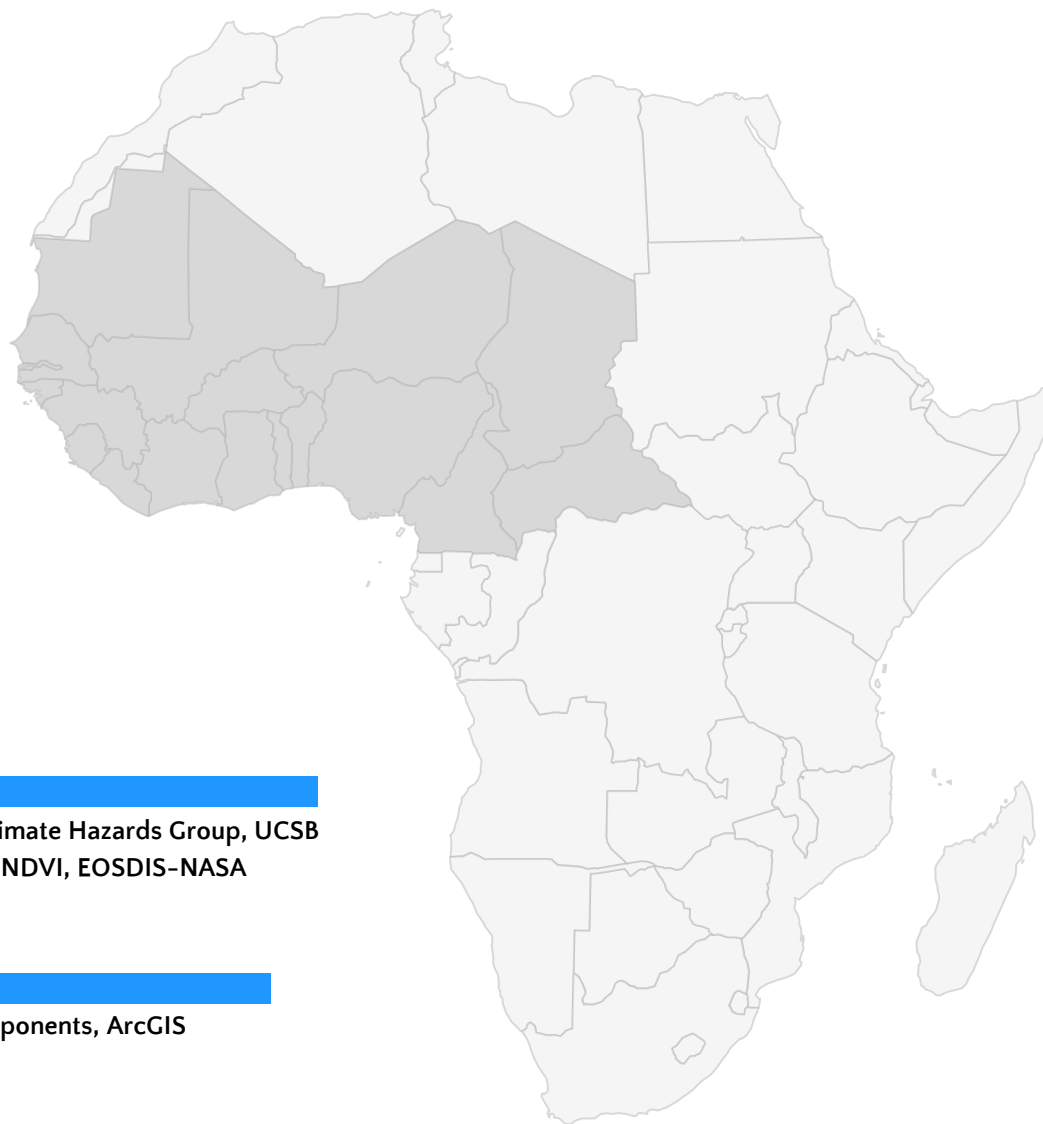 imate Hazards Group, UCSB
NDVI, EOSDIS-NASA
ponents, ArcGIS